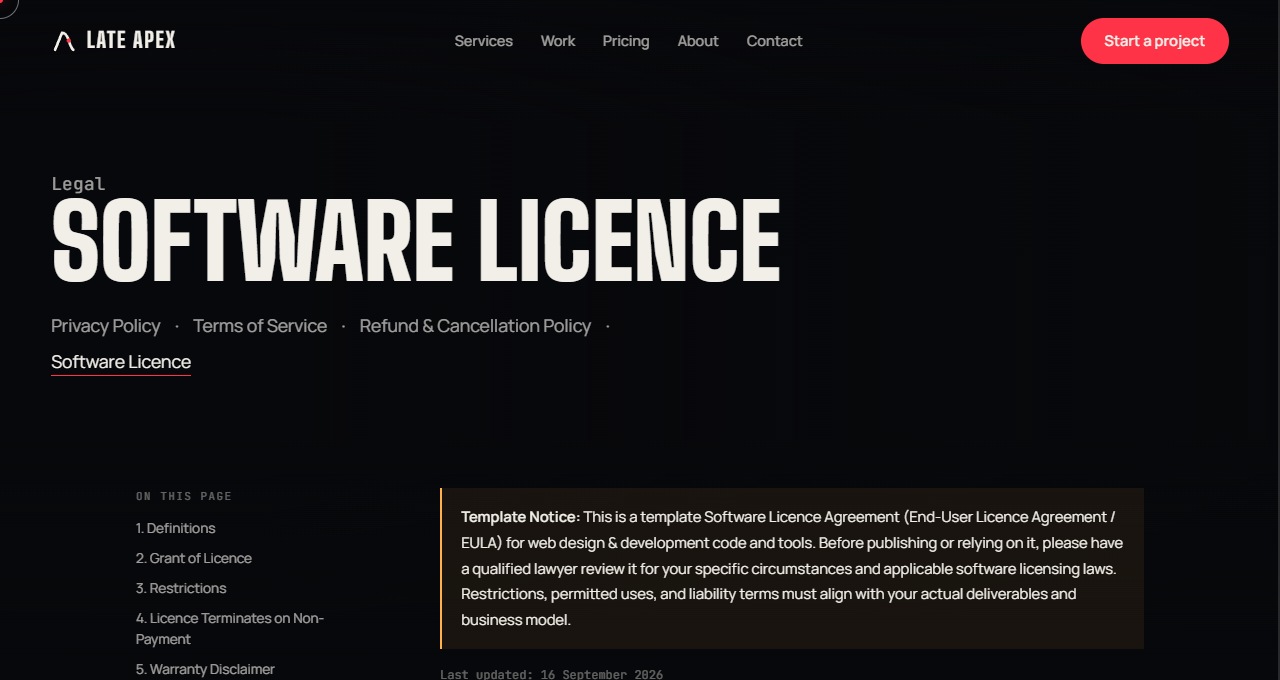 LATE APEX
Services
Work
Pricing
About
Contact
Start a project
Legal
SOFTWARE LICENCE
Privacy Policy · Terms of Service · Refund & Cancellation Policy ·
Software Licence
ON THIS PAGE
1. Definitions
2. Grant of Licence
3. Restrictions
4. Licence Terminates on Non-
Payment
5. Warranty Disclaimer
Template Notice: This is a template Software Licence Agreement (End-User Licence Agreement /
EULA) for web design & development code and tools. Before publishing or relying on it, please have
a qualified lawyer review it for your specific circumstances and applicable software licensing laws.
Restrictions, permitted uses, and liability terms must align with your actual deliverables and
business model.
Last updated: 16 September 2026